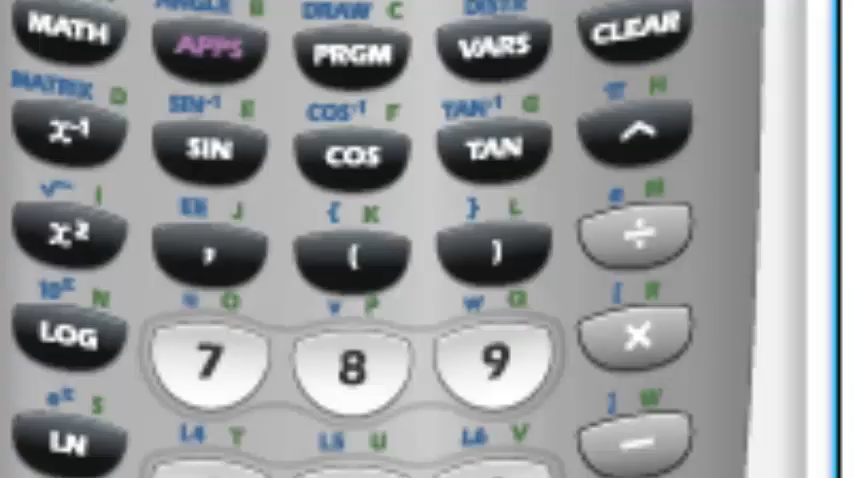 ANGLE B DRAW C DISTR
MATH APPS PRGM VARS CLEAR
MATRIX D SIN-1 E COS-1 F TAN-1 G π H
x-1 SIN COS TAN ^
√ I EE J { K } L e M
x² , ( ) ÷
10x N u O v P w Q [ R
LOG 7 8 9 ×
ex S L4 T L5 U L6 V ] W
LN −